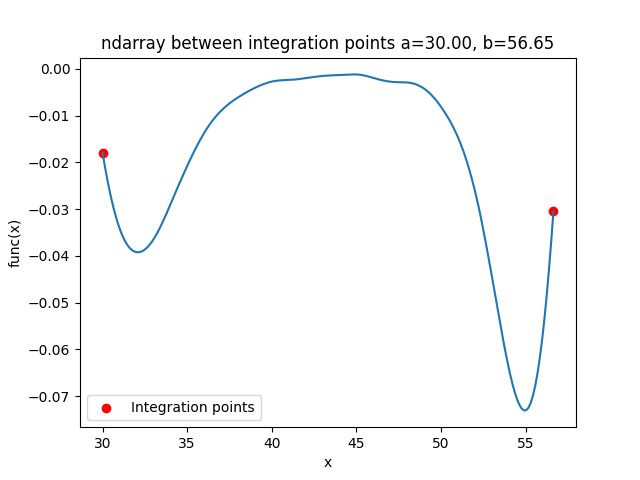 ndarray between integration points a=30.00, b=56.65
0.00
−0.01
−0.02
−0.03
−0.04
−0.05
−0.06
−0.07
func(x)
Integration points
30 35 40 45 50 55
x